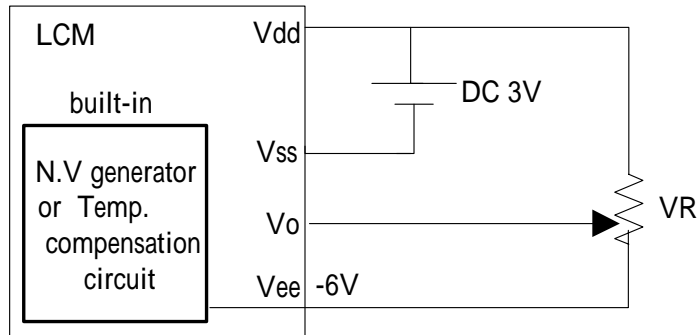 LCM
Vdd
DC 3V
built-in
Vss
N.V generator
or Temp.
compensation
circuit
Vo
VR
Vee -6V